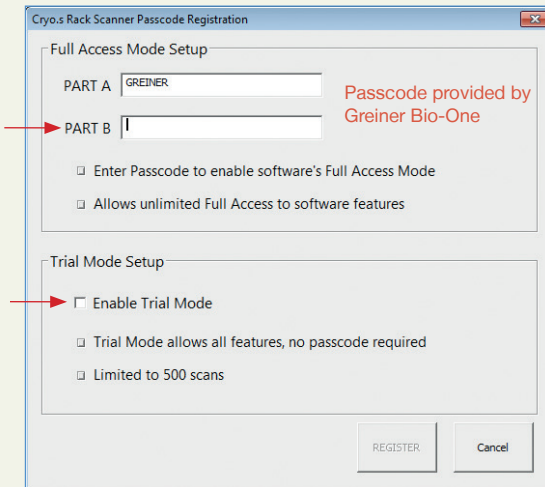 Cryo.s Rack Scanner Passcode Registration
Full Access Mode Setup
PART A GREINER
Passcode provided by
Greiner Bio-One
PART B
Enter Passcode to enable software's Full Access Mode
Allows unlimited Full Access to software features
Trial Mode Setup
Enable Trial Mode
Trial Mode allows all features, no passcode required
Limited to 500 scans
REGISTER Cancel